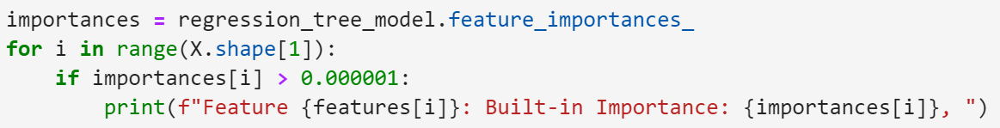 importances = regression_tree_model.feature_importances_
for i in range(X.shape[1]):
    if importances[i] > 0.000001:
        print(f"Feature {features[i]}: Built-in Importance: {importances[i]}, ")